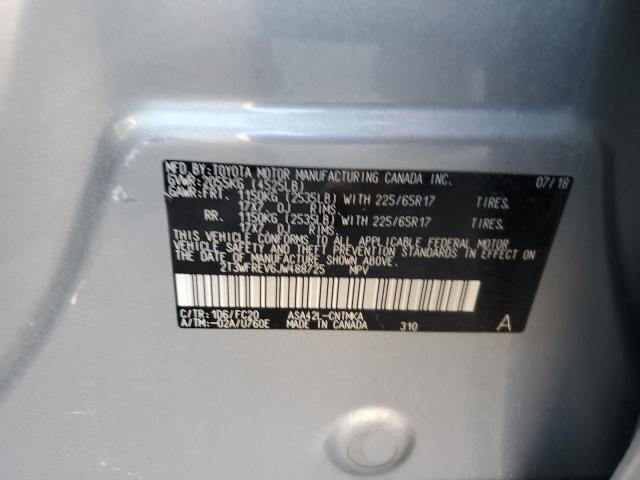 MFD.BY:TOYOTA MOTOR MANUFACTURING CANADA INC. 07/18
GVWR: (4525LB)
GAWR:FRT. 1150KG (2535LB) WITH 225/65R17 TIRES,
17X7 0J RIMS
RR. 1150KG (2535LB) WITH 225/65R17 TIRES,
17X7 0J RIMS
THIS VEHICLE CONFORMS TO ALL APPLICABLE FEDERAL MOTOR
VEHICLE SAFETY AND THEFT PREVENTION STANDARDS IN EFFECT ON
THE DATE OF MANUFACTURE SHOWN ABOVE.
2T3WFREV6JW488725 MPV
C/TR: 1D6/FC20 ASA42L-CNTMKA
A/TM:-02A/U760E MADE IN CANADA 310 A